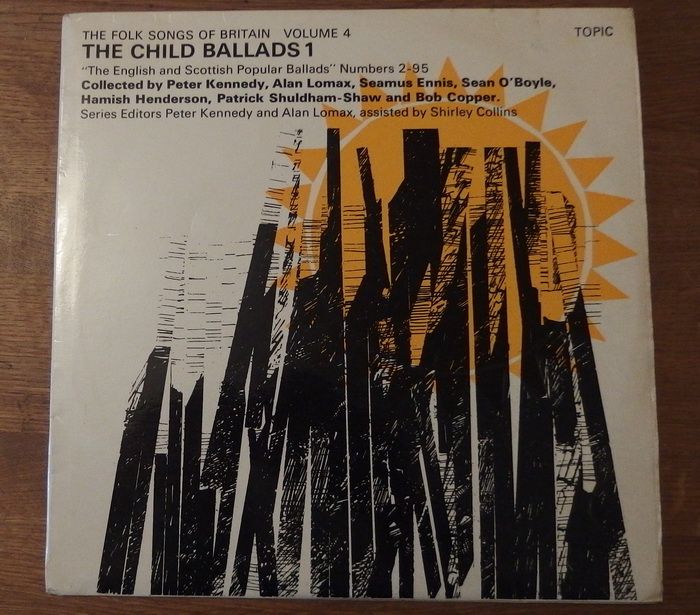 THE FOLK SONGS OF BRITAIN VOLUME 4 TOPIC
THE CHILD BALLADS 1
"The English and Scottish Popular Ballads" Numbers 2-95
Collected by Peter Kennedy, Alan Lomax, Seamus Ennis, Sean O'Boyle,
Hamish Henderson, Patrick Shuldham-Shaw and Bob Copper.
Series Editors Peter Kennedy and Alan Lomax, assisted by Shirley Collins